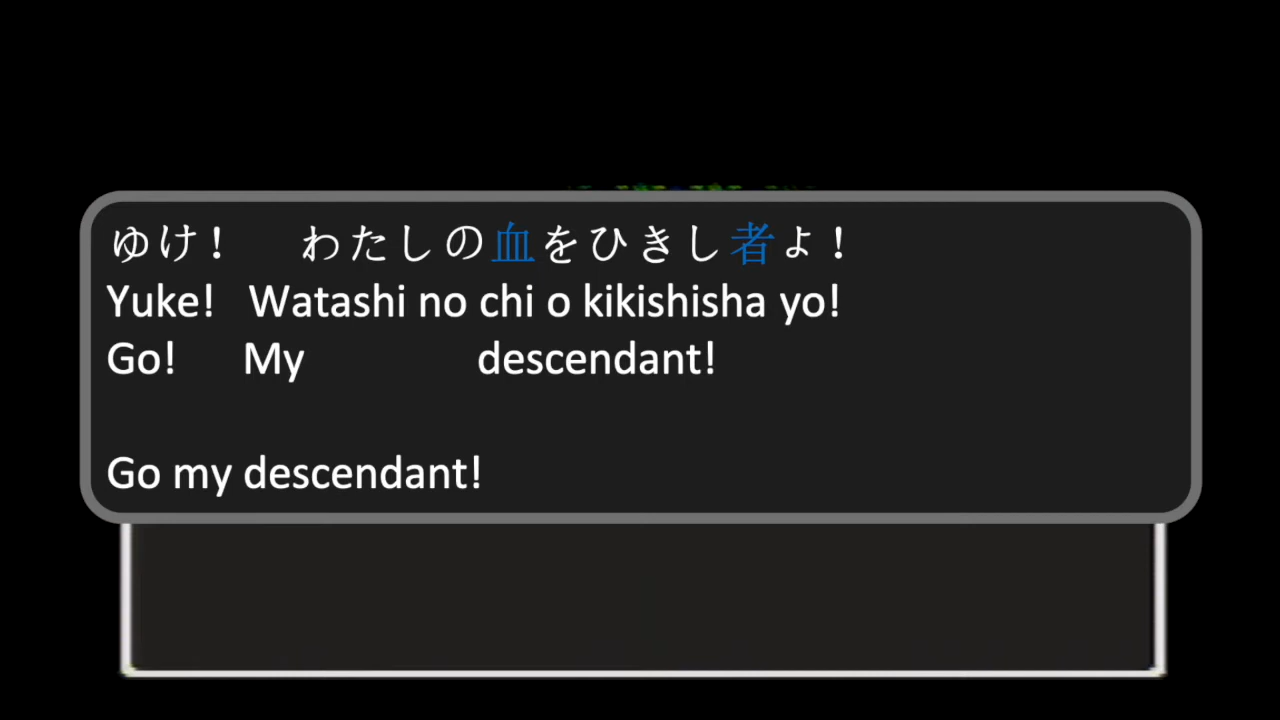 ゆけ！　わたしの血をひきし者よ！
Yuke! Watashi no chi o kikishisha yo!
Go! My descendant!
Go my descendant!